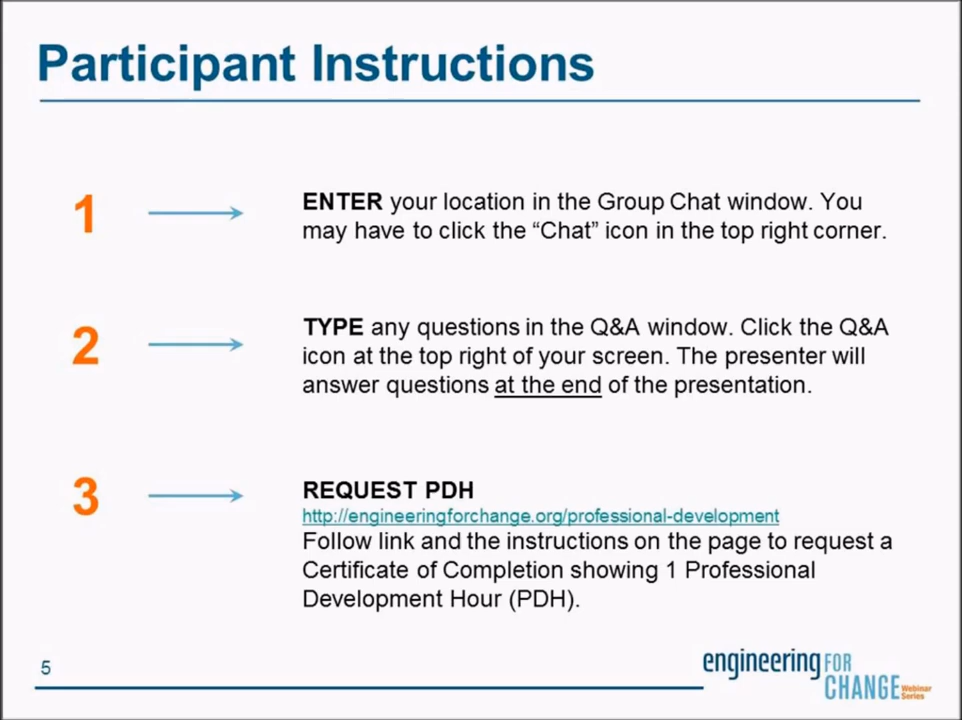 Participant Instructions
1
ENTER your location in the Group Chat window. You
may have to click the “Chat” icon in the top right corner.
2
TYPE any questions in the Q&A window. Click the Q&A
icon at the top right of your screen. The presenter will
answer questions at the end of the presentation.
3
REQUEST PDH
http://engineeringforchange.org/professional-development
Follow link and the instructions on the page to request a
Certificate of Completion showing 1 Professional
Development Hour (PDH).
5
engineering FOR
CHANGE Webinar
Series